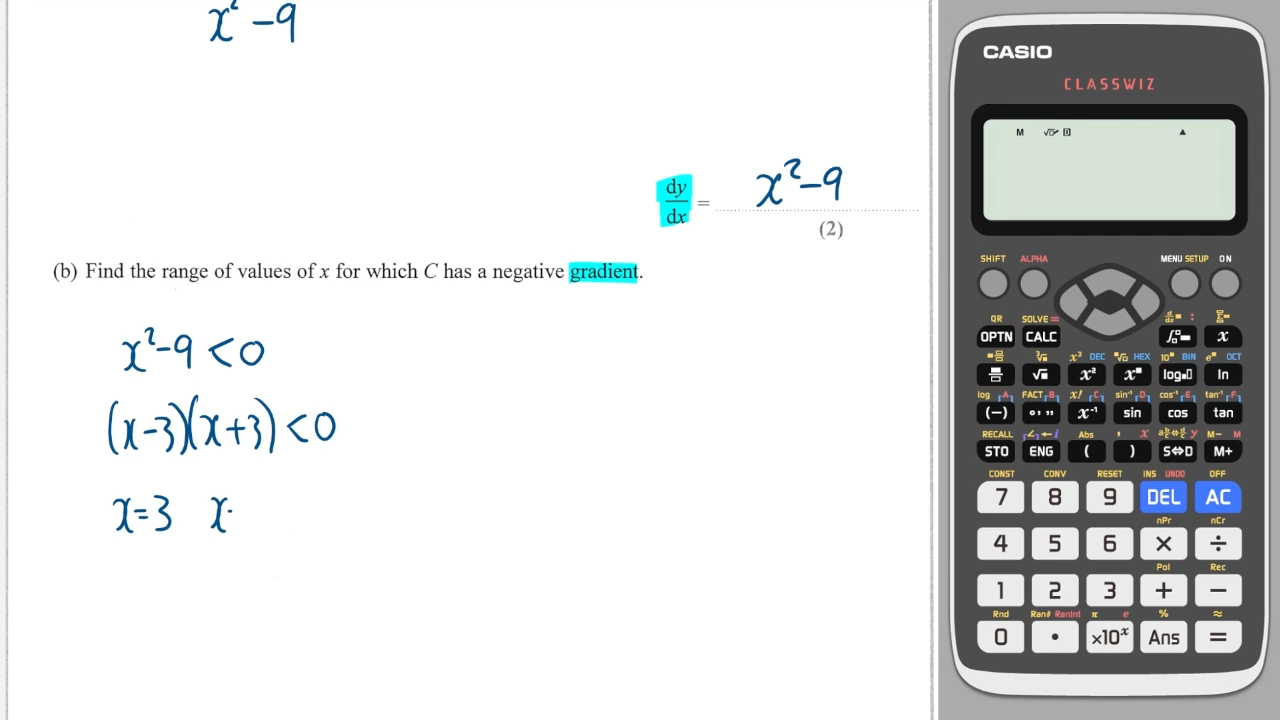 x² - 9
dy/dx = x² - 9
(2)
(b) Find the range of values of x for which C has a negative gradient.
x² - 9 < 0
(x-3)(x+3) < 0
x = 3 x
CASIO
CLASSWIZ
M √▫/ D ▲
SHIFT ALPHA MENU SETUP ON
QR SOLVE = d/dx▪ : Σ▪
OPTN CALC ∫▫ x
▪▫/▫ ³√▫ x³ DEC ▪√▫ HEX 10▪ BIN e▪ OCT
▫/▫ √▪ x² x▪ log▪▫ ln
log A FACT B x! C sin⁻¹ D cos⁻¹ E tan⁻¹ F
(−) ° ’ ” x⁻¹ sin cos tan
RECALL ∠ ← i Abs , x a b/c ⇔ d/c y M− M
STO ENG ( ) S⇔D M+
CONST CONV RESET INS UNDO OFF
7 8 9 DEL AC
nPr nCr
4 5 6 × ÷
Pol Rec
1 2 3 + −
Rnd Ran# RanInt π e % ≈
0 • ×10ˣ Ans =